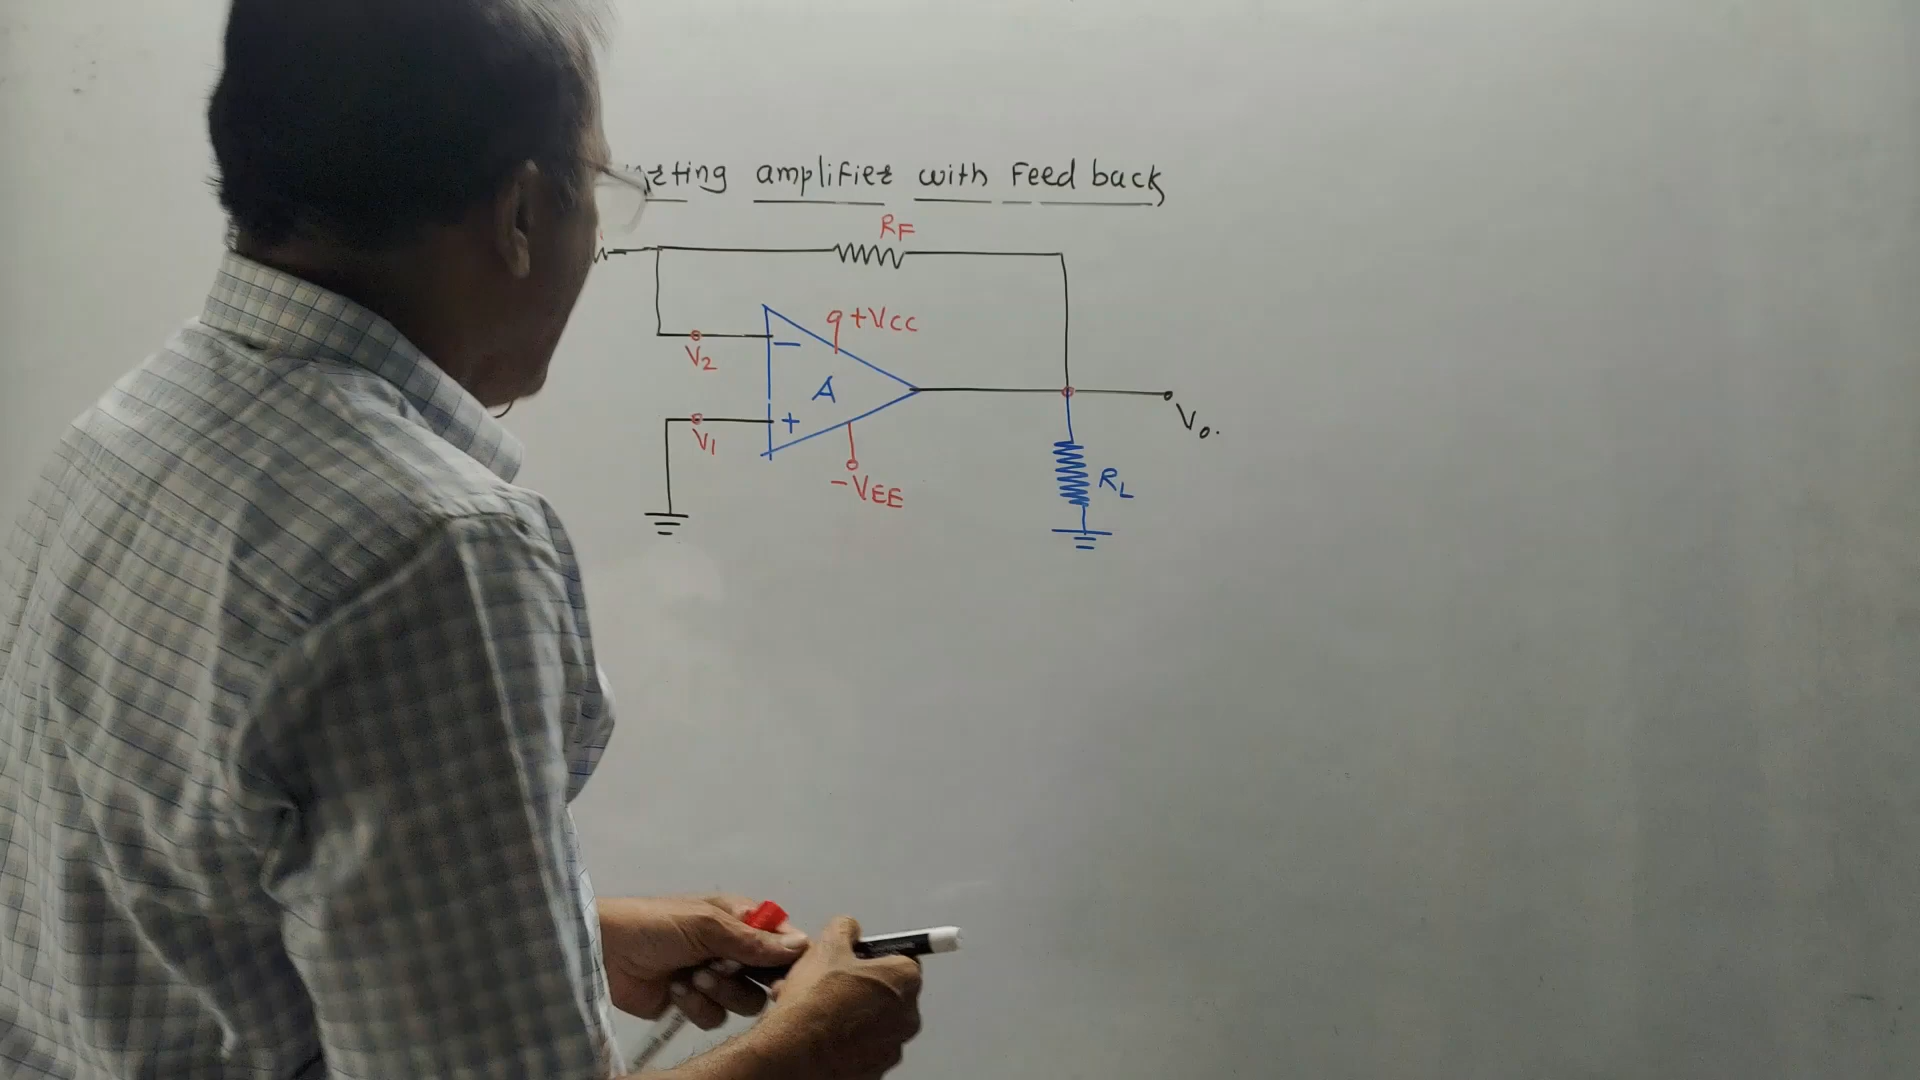 amplifier with Feed back
RF
+VCC
V2
-
A
V1
+
Vo.
-VEE
RL